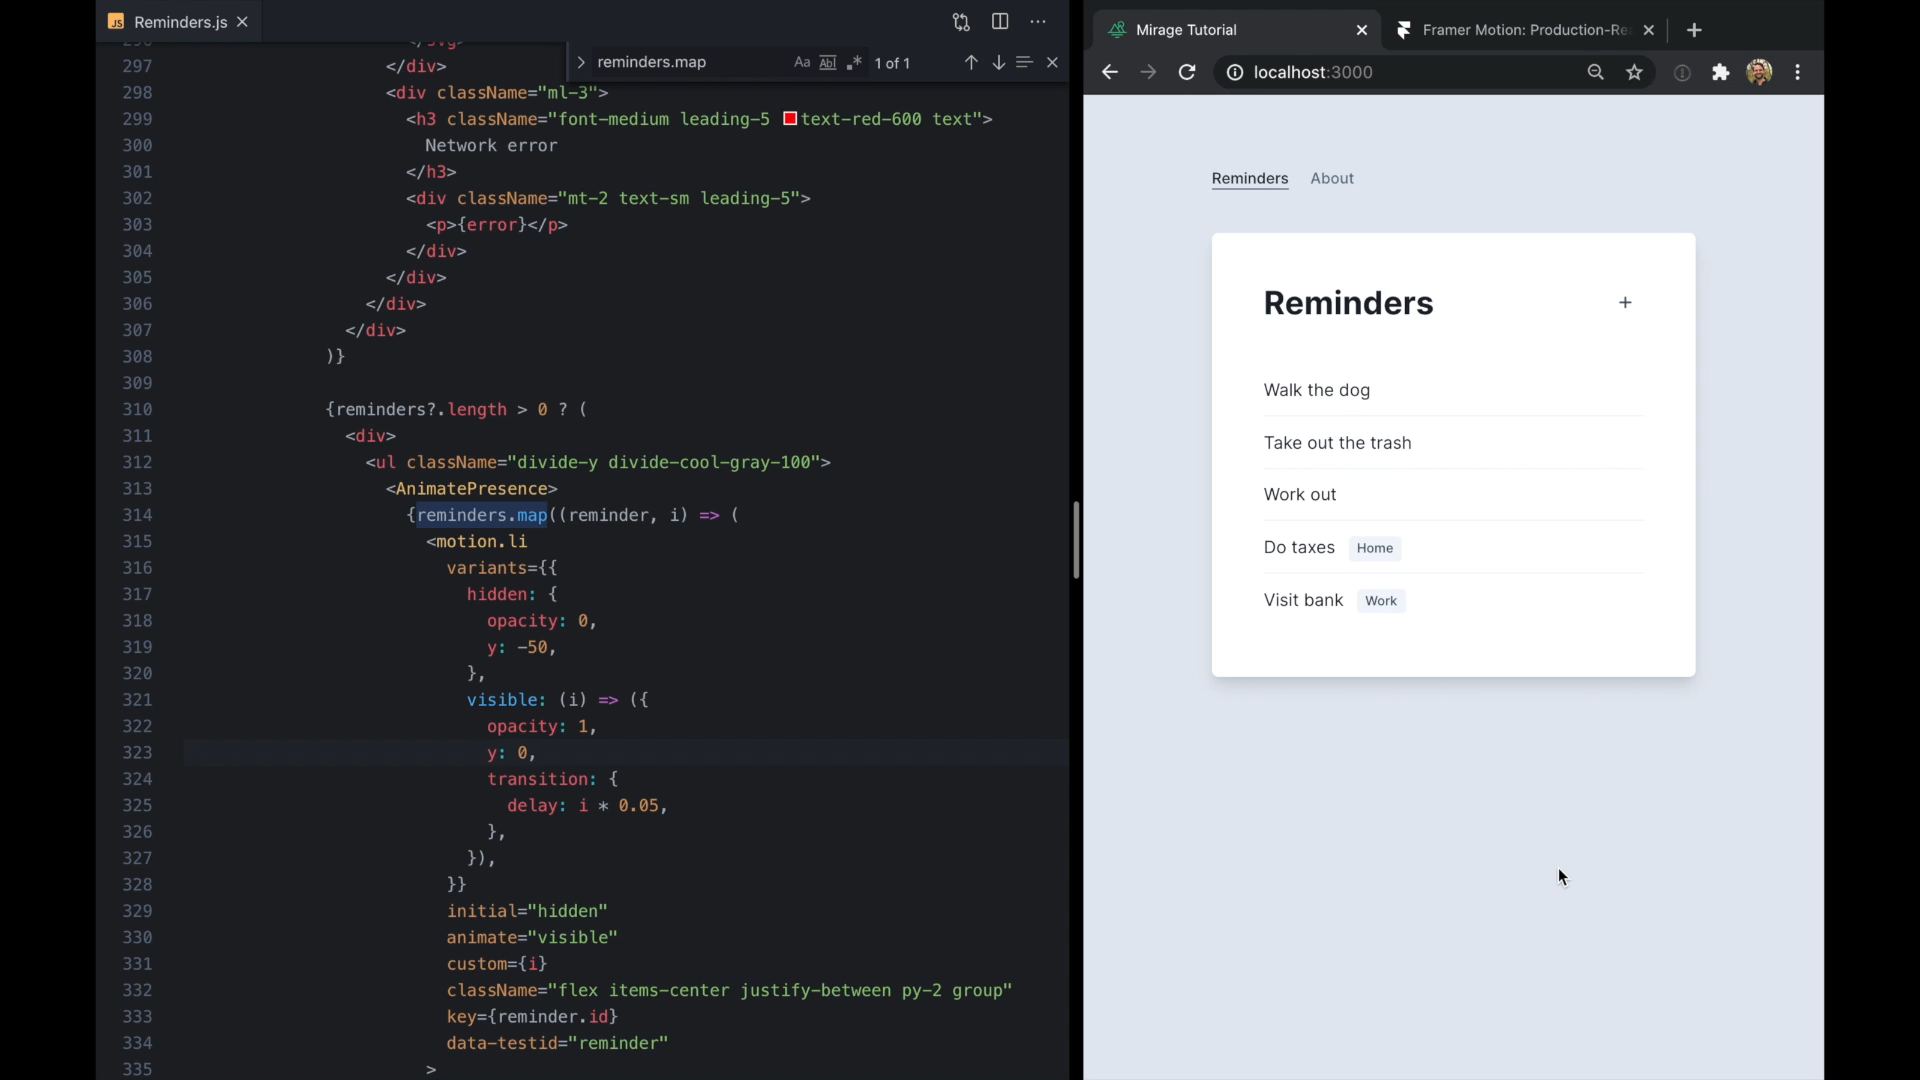 Reminders.js
reminders.map
Aa
Abl
1 of 1
297 </div>
298 <div className="ml-3">
299 <h3 className="font-medium leading-5 text-red-600 text">
300 Network error
301 </h3>
302 <div className="mt-2 text-sm leading-5">
303 <p>{error}</p>
304 </div>
305 </div>
306 </div>
307 </div>
308 )}
309
310 {reminders?.length > 0 ? (
311 <div>
312 <ul className="divide-y divide-cool-gray-100">
313 <AnimatePresence>
314 {reminders.map((reminder, i) => (
315 <motion.li
316 variants={{
317 hidden: {
318 opacity: 0,
319 y: -50,
320 },
321 visible: (i) => ({
322 opacity: 1,
323 y: 0,
324 transition: {
325 delay: i * 0.05,
326 },
327 }),
328 }}
329 initial="hidden"
330 animate="visible"
331 custom={i}
332 className="flex items-center justify-between py-2 group"
333 key={reminder.id}
334 data-testid="reminder"
335 >
Mirage Tutorial
Framer Motion: Production-Re
localhost:3000
Reminders About
Reminders +
Walk the dog
Take out the trash
Work out
Do taxes Home
Visit bank Work